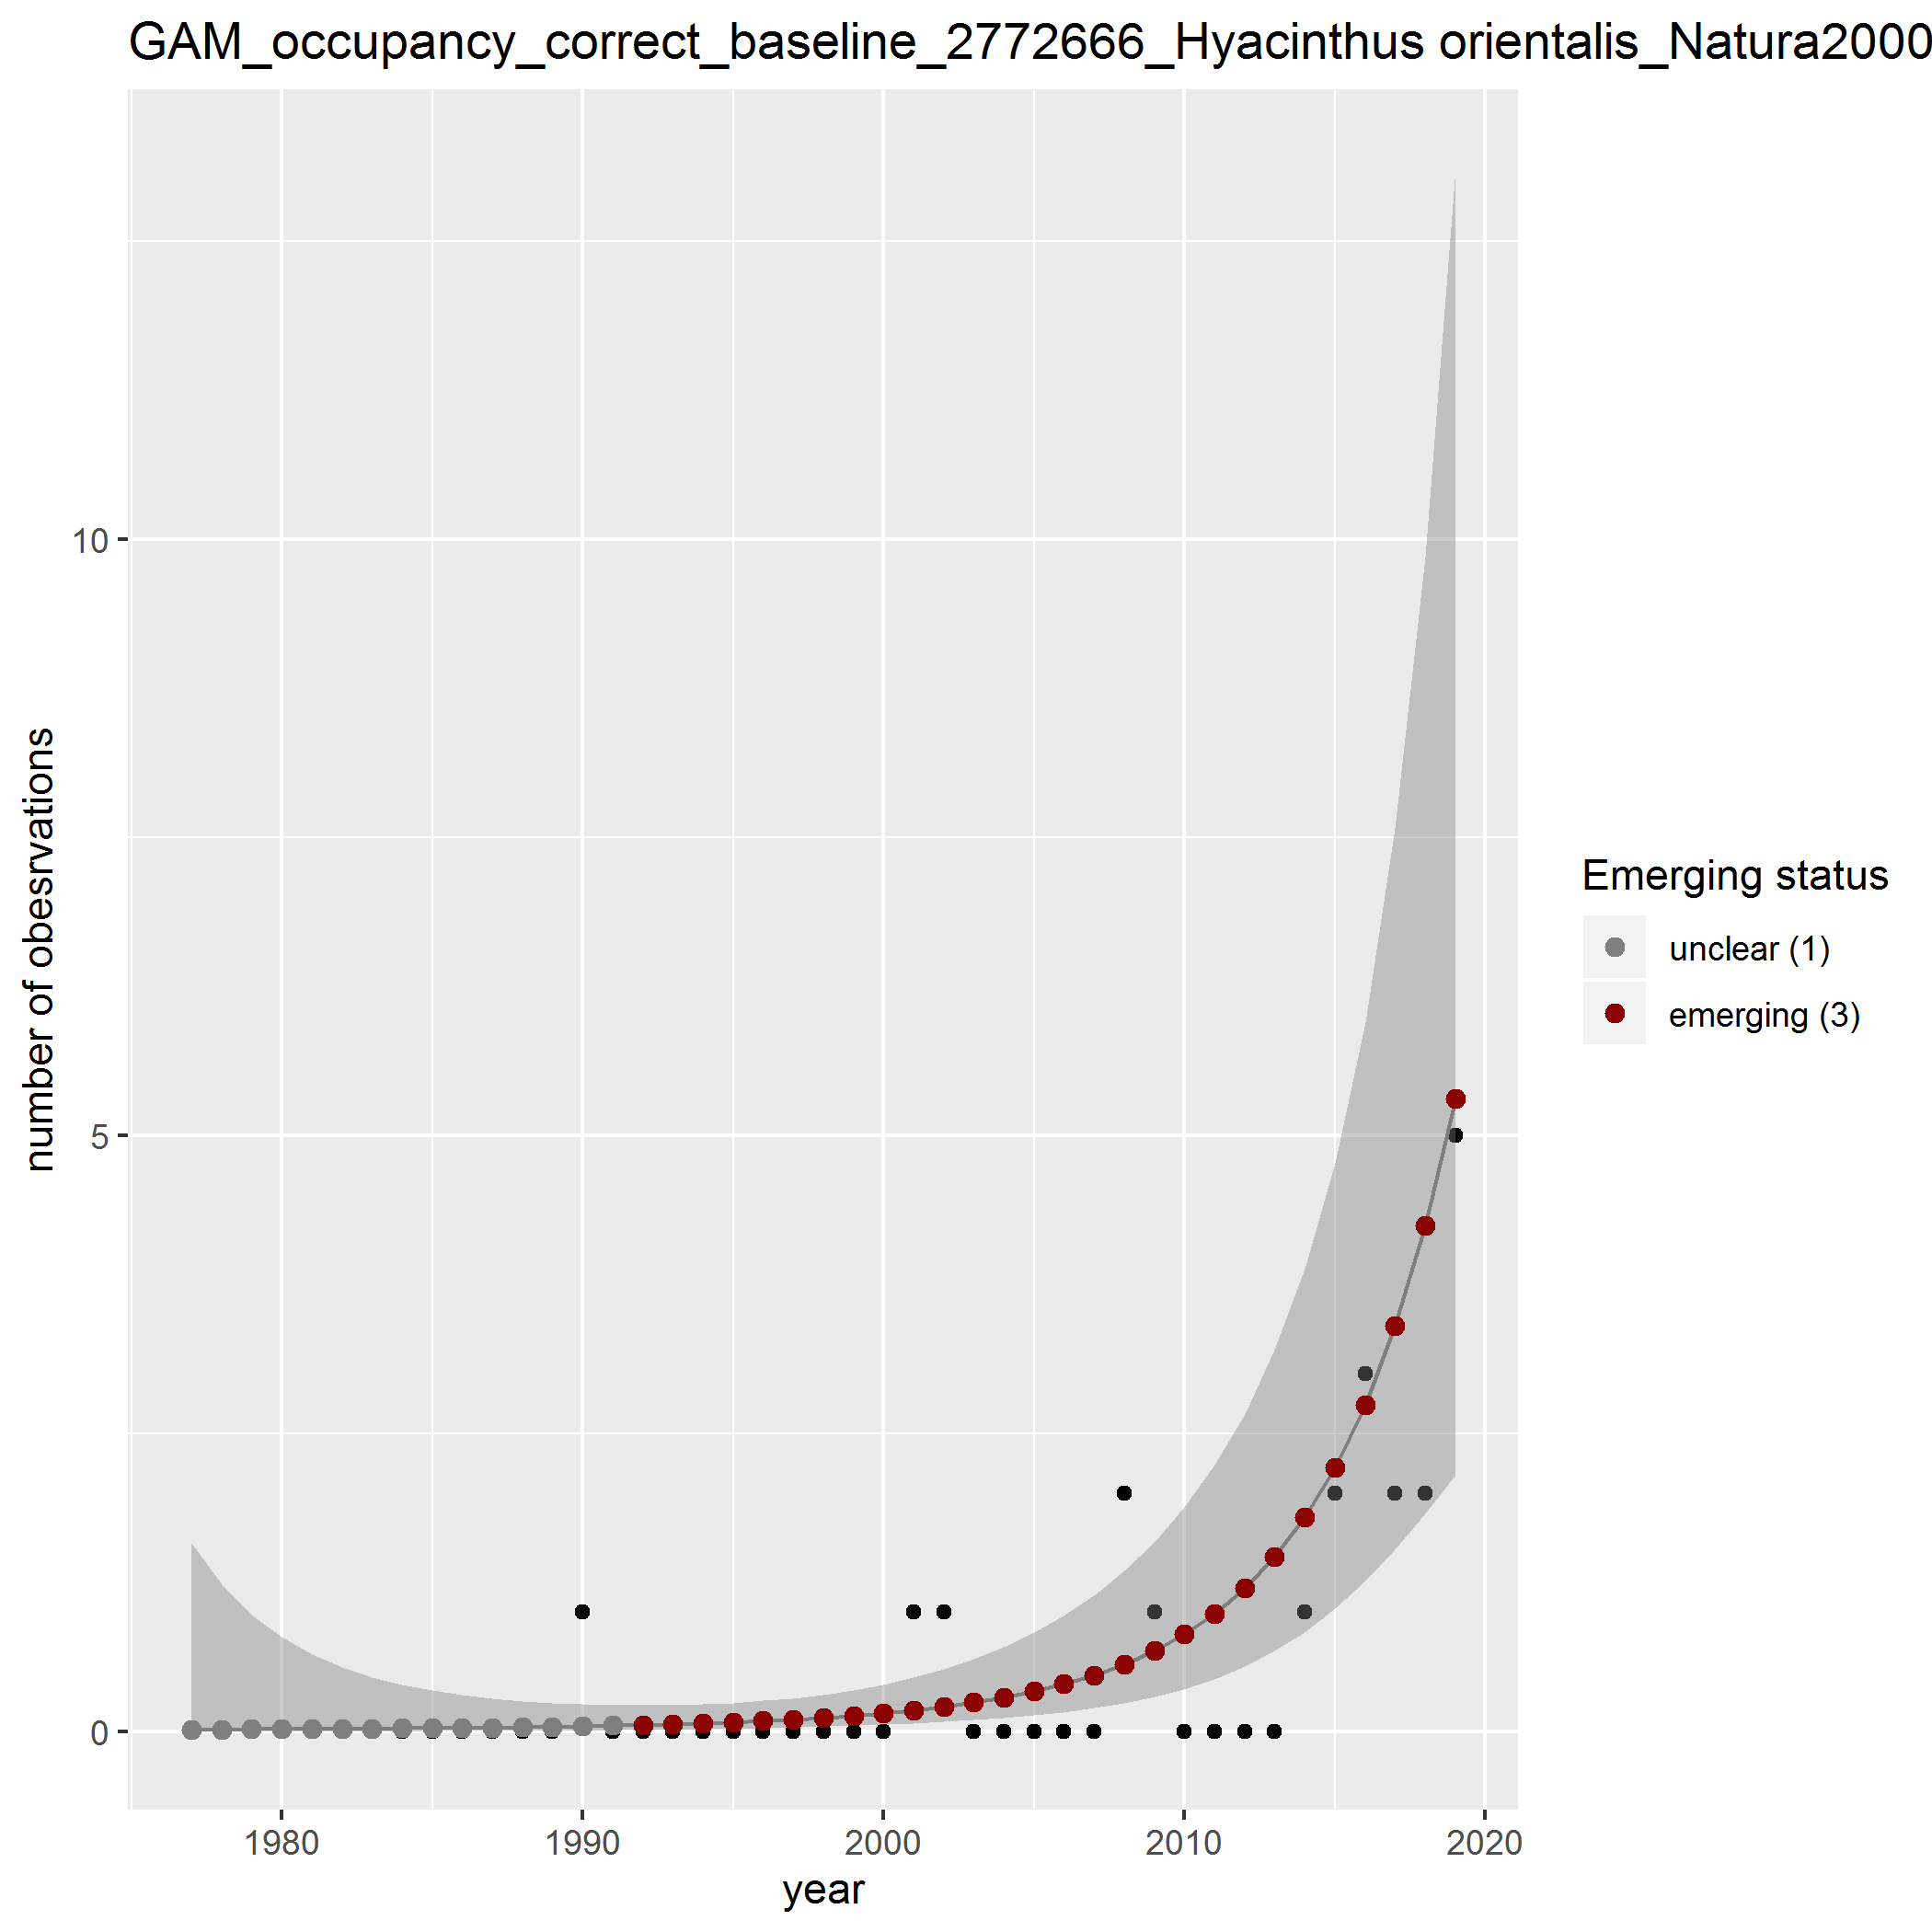 GAM_occupancy_correct_baseline_2772666_Hyacinthus orientalis_Natura2000
10
5
0
number of obesrvations
1980 1990 2000 2010 2020
year
Emerging status
unclear (1)
emerging (3)